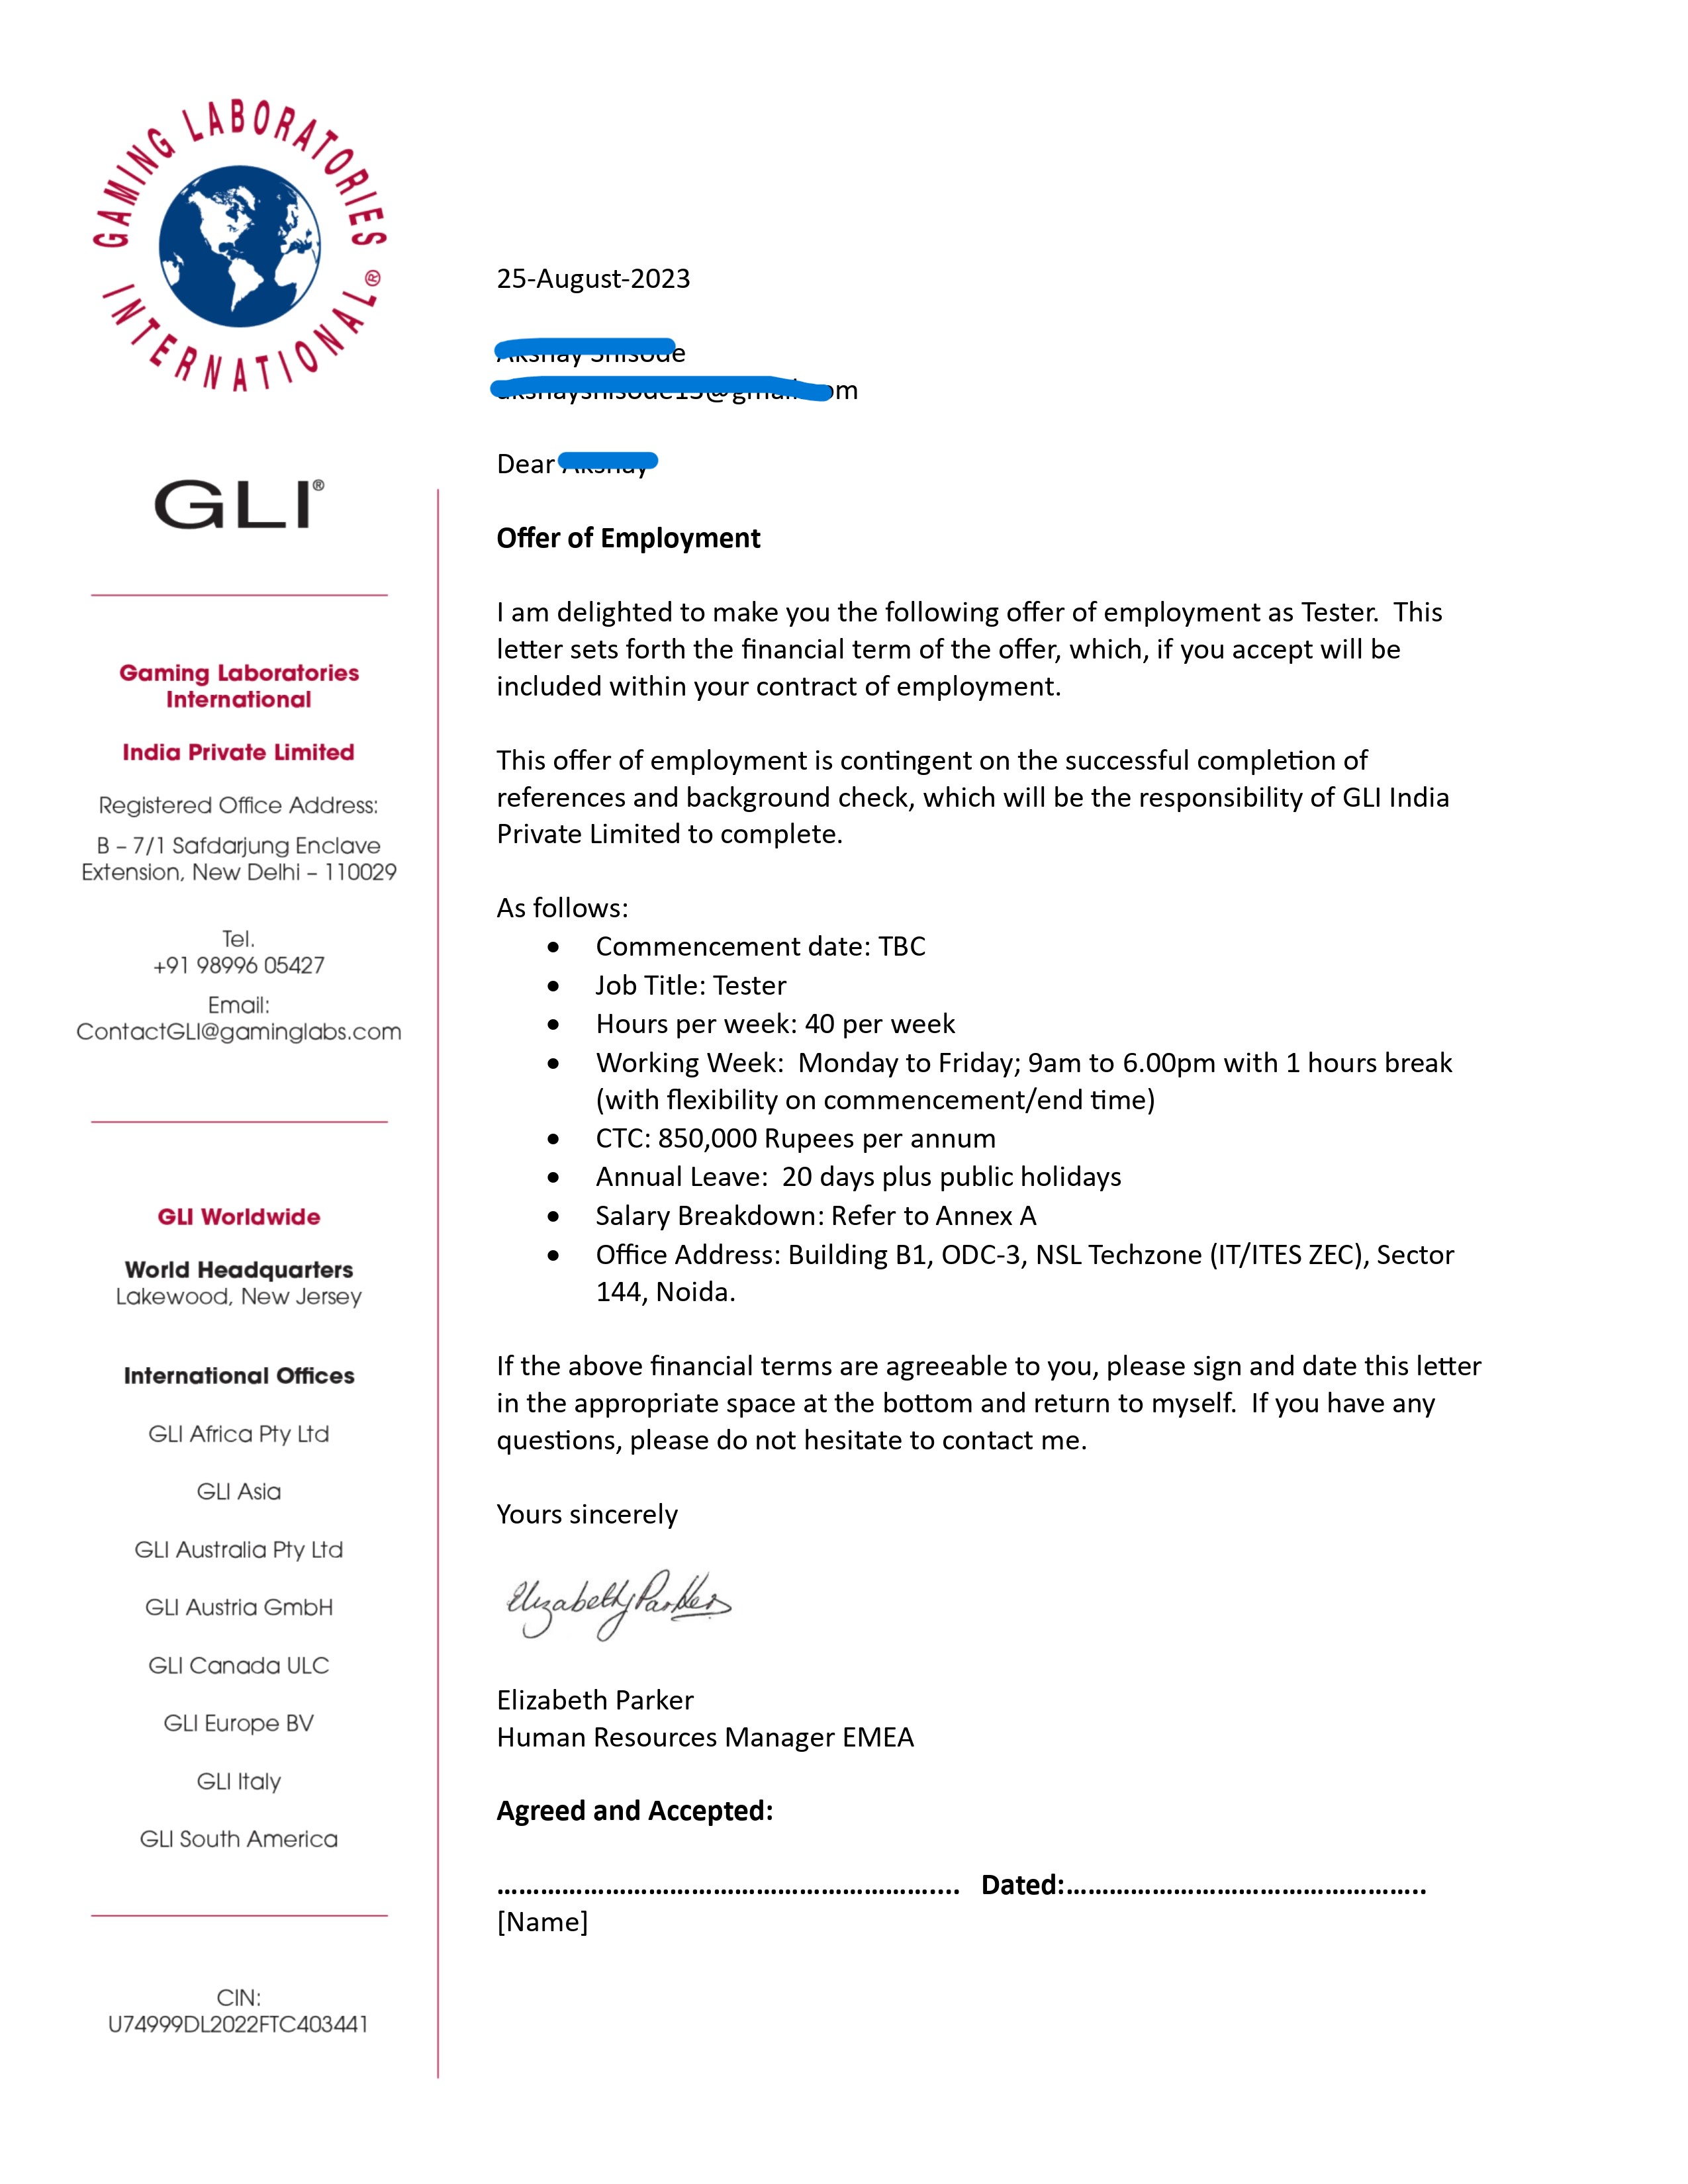 GAMING LABORATORIES INTERNATIONAL®
GLI®
Gaming Laboratories
International
India Private Limited
Registered Office Address:
B – 7/1 Safdarjung Enclave
Extension, New Delhi – 110029
Tel.
+91 98996 05427
Email:
ContactGLI@gaminglabs.com
GLI Worldwide
World Headquarters
Lakewood, New Jersey
International Offices
GLI Africa Pty Ltd
GLI Asia
GLI Australia Pty Ltd
GLI Austria GmbH
GLI Canada ULC
GLI Europe BV
GLI Italy
GLI South America
CIN:
U74999DL2022FTC403441
25-August-2023
Dear
Offer of Employment
I am delighted to make you the following offer of employment as Tester.  This
letter sets forth the financial term of the offer, which, if you accept will be
included within your contract of employment.
This offer of employment is contingent on the successful completion of
references and background check, which will be the responsibility of GLI India
Private Limited to complete.
As follows:
• Commencement date: TBC
• Job Title: Tester
• Hours per week: 40 per week
• Working Week:  Monday to Friday; 9am to 6.00pm with 1 hours break
(with flexibility on commencement/end time)
• CTC: 850,000 Rupees per annum
• Annual Leave:  20 days plus public holidays
• Salary Breakdown: Refer to Annex A
• Office Address: Building B1, ODC-3, NSL Techzone (IT/ITES ZEC), Sector
144, Noida.
If the above financial terms are agreeable to you, please sign and date this letter
in the appropriate space at the bottom and return to myself.  If you have any
questions, please do not hesitate to contact me.
Yours sincerely
Elizabeth Parker
Elizabeth Parker
Human Resources Manager EMEA
Agreed and Accepted:
……………………………………………………….... Dated:…………………………………………..
[Name]